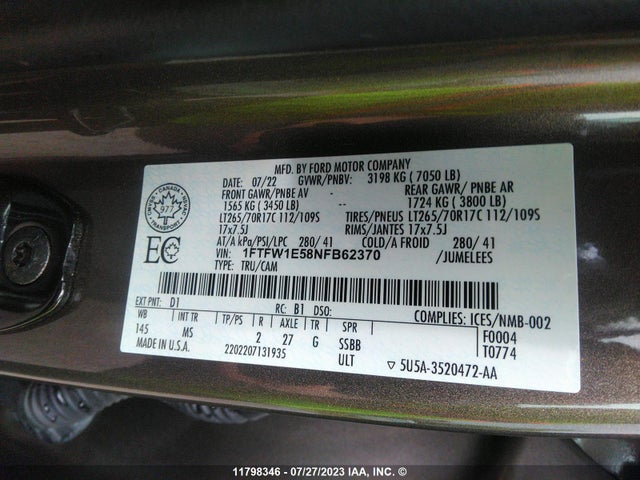 MFD. BY FORD MOTOR COMPANY
DATE: 07/22 GVWR/PNBV: 3198 KG ( 7050 LB)
FRONT GAWR/PNBE AV - REAR GAWR/ PNBE AR
1565 KG ( 3450 LB) 1724 KG ( 3800 LB)
LT265/70R17C 112/109S TIRES/PNEUS LT265/70R17C 112/109S
17x7.5J RIMS/JANTES 17x7.5J
AT/A kPa/PSI/LPC 280/ 41 COLD/A FROID 280/ 41
VIN: 1FTFW1E58NFB62370 /JUMELEES
TYPE: TRU/CAM
CANADA
977
TRANSPORT
EC
EXT PNT: D1 RC: B1 DSO: COMPLIES: ICES/NMB-002
WB INT TR TP/PS R AXLE TR SPR F0004
145 MS 2 27 G SSBB T0774
MADE IN U.S.A. 2202207131935 ULT ▽ 5U5A-3520472-AA
11798346 - 07/27/2023 IAA, INC. ©